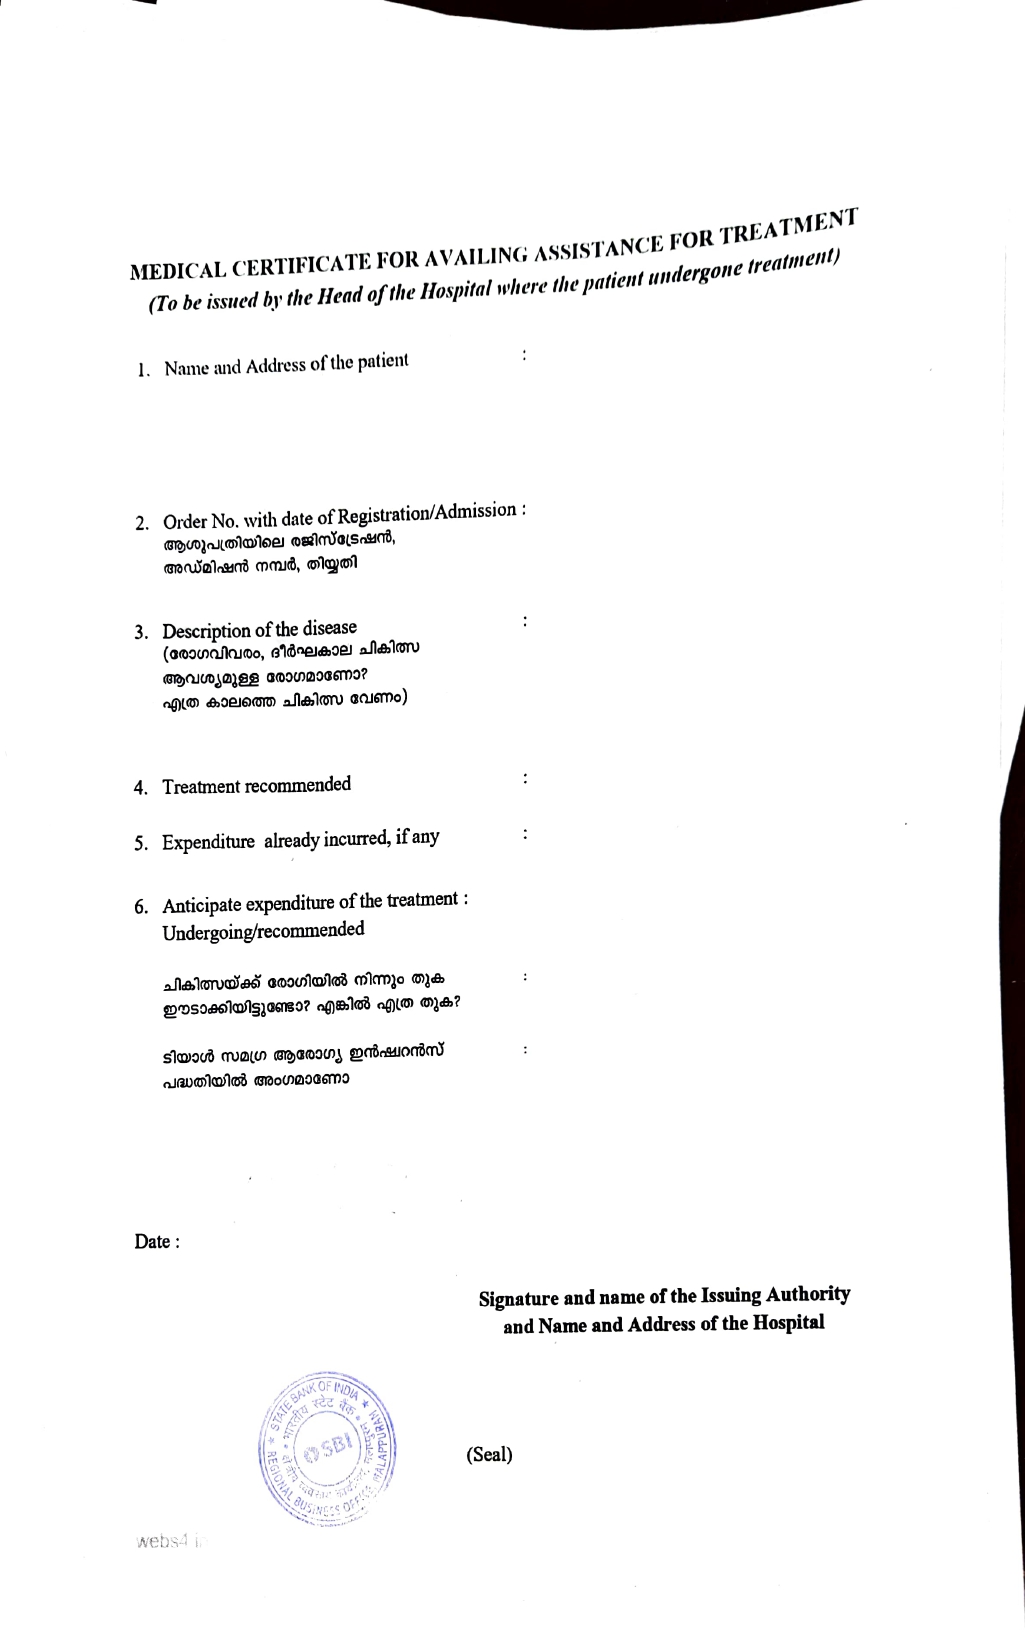 MEDICAL CERTIFICATE FOR AVAILING ASSISTANCE FOR TREATMENT
(To be issued by the Head of the Hospital where the patient undergone treatment)
1. Name and Address of the patient :
2. Order No. with date of Registration/Admission :
ആശുപത്രിയിലെ രജിസ്ട്രേഷൻ,
അഡ്മിഷൻ നമ്പർ, തിയ്യതി
3. Description of the disease :
(രോഗവിവരം, ദീർഘകാല ചികിത്സ
ആവശ്യമുള്ള രോഗമാണോ?
എത്ര കാലത്തെ ചികിത്സ വേണം)
4. Treatment recommended :
5. Expenditure already incurred, if any :
6. Anticipate expenditure of the treatment :
Undergoing/recommended
ചികിത്സയ്ക്ക് രോഗിയിൽ നിന്നും തുക :
ഈടാക്കിയിട്ടുണ്ടോ? എങ്കിൽ എത്ര തുക?
ടിയാൾ സമഗ്ര ആരോഗ്യ ഇൻഷുറൻസ് :
പദ്ധതിയിൽ അംഗമാണോ
Date :
Signature and name of the Issuing Authority
and Name and Address of the Hospital
STATE BANK OF INDIA
REGIONAL BUSINESS OFFICE, MALAPPURAM
भारतीय स्टेट बैंक
SBI
(Seal)
webs4